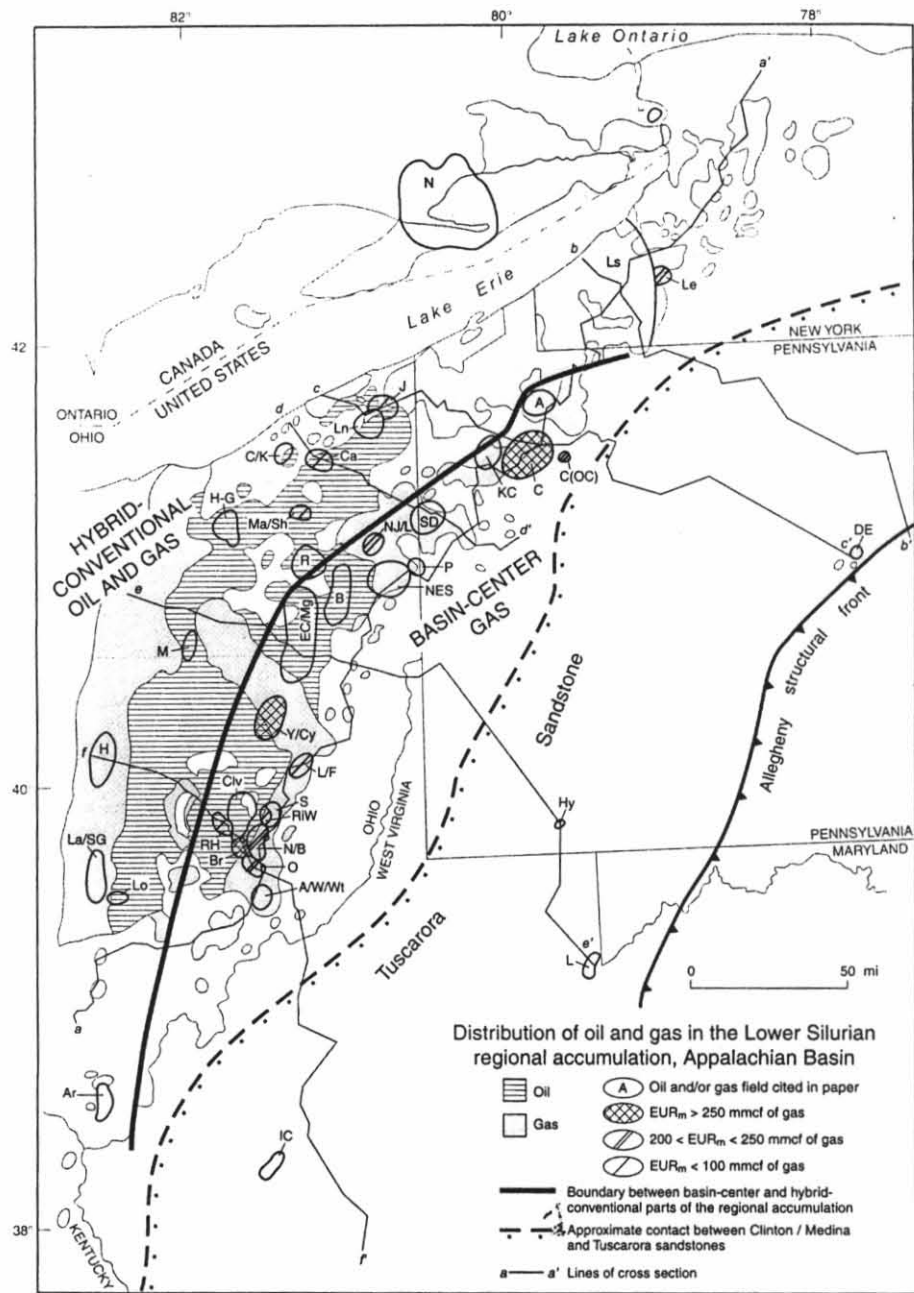 82
80
78
Lake Ontario
a'
N
b
Ls
Le
Lake Erie
42
NEW YORK
PENNSYLVANIA
CANADA
UNITED STATES
ONTARIO
OHIO
c
J
d
Ln
A
C/K
Ca
KC
C
C(OC)
H-G
Ma/Sh
NJ/L
SD
d'
DE
c'
b'
HYBRID-
CONVENTIONAL
OIL AND GAS
R
P
B
NES
BASIN-CENTER
GAS
e
EC/Mg
M
Allegheny
structural front
Sandstone
Y/Cy
H
f
L/F
40
Clv
S
RiW
OHIO
WEST VIRGINIA
Hy
La/SG
RH
N/B
PENNSYLVANIA
MARYLAND
Br
O
Lo
A/W/Wt
Tuscarora
e'
L
0
50 mi
a
Distribution of oil and gas in the Lower Silurian
regional accumulation, Appalachian Basin
Ar
Oil
A
Oil and/or gas field cited in paper
Gas
EURm > 250 mmcf of gas
IC
200 < EURm < 250 mmcf of gas
EURm < 100 mmcf of gas
Boundary between basin-center and hybrid-
conventional parts of the regional accumulation
38°
KENTUCKY
f'
Approximate contact between Clinton / Medina
and Tuscarora sandstones
a
a'
Lines of cross section